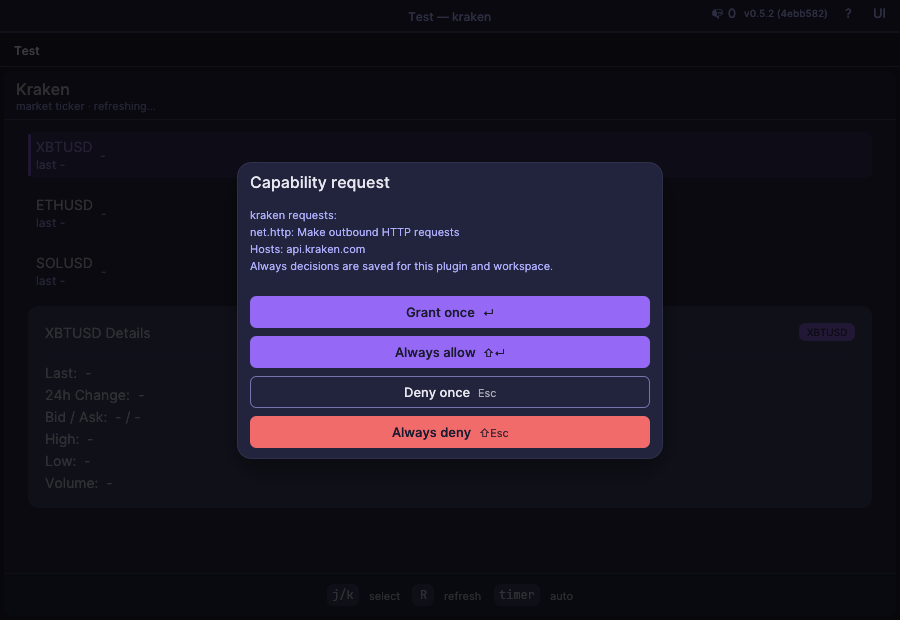 Test — kraken
0 v0.5.2 (4ebb582) ? UI
Test
Kraken
market ticker · refreshing...
XBTUSD -
last -
ETHUSD -
last -
SOLUSD -
last -
Capability request
kraken requests:
net.http: Make outbound HTTP requests
Hosts: api.kraken.com
Always decisions are saved for this plugin and workspace.
Grant once ↵
Always allow ⇧↵
Deny once Esc
Always deny ⇧Esc
XBTUSD Details
XBTUSD
Last: -
24h Change: -
Bid / Ask: - / -
High: -
Low: -
Volume: -
j/k select R refresh timer auto